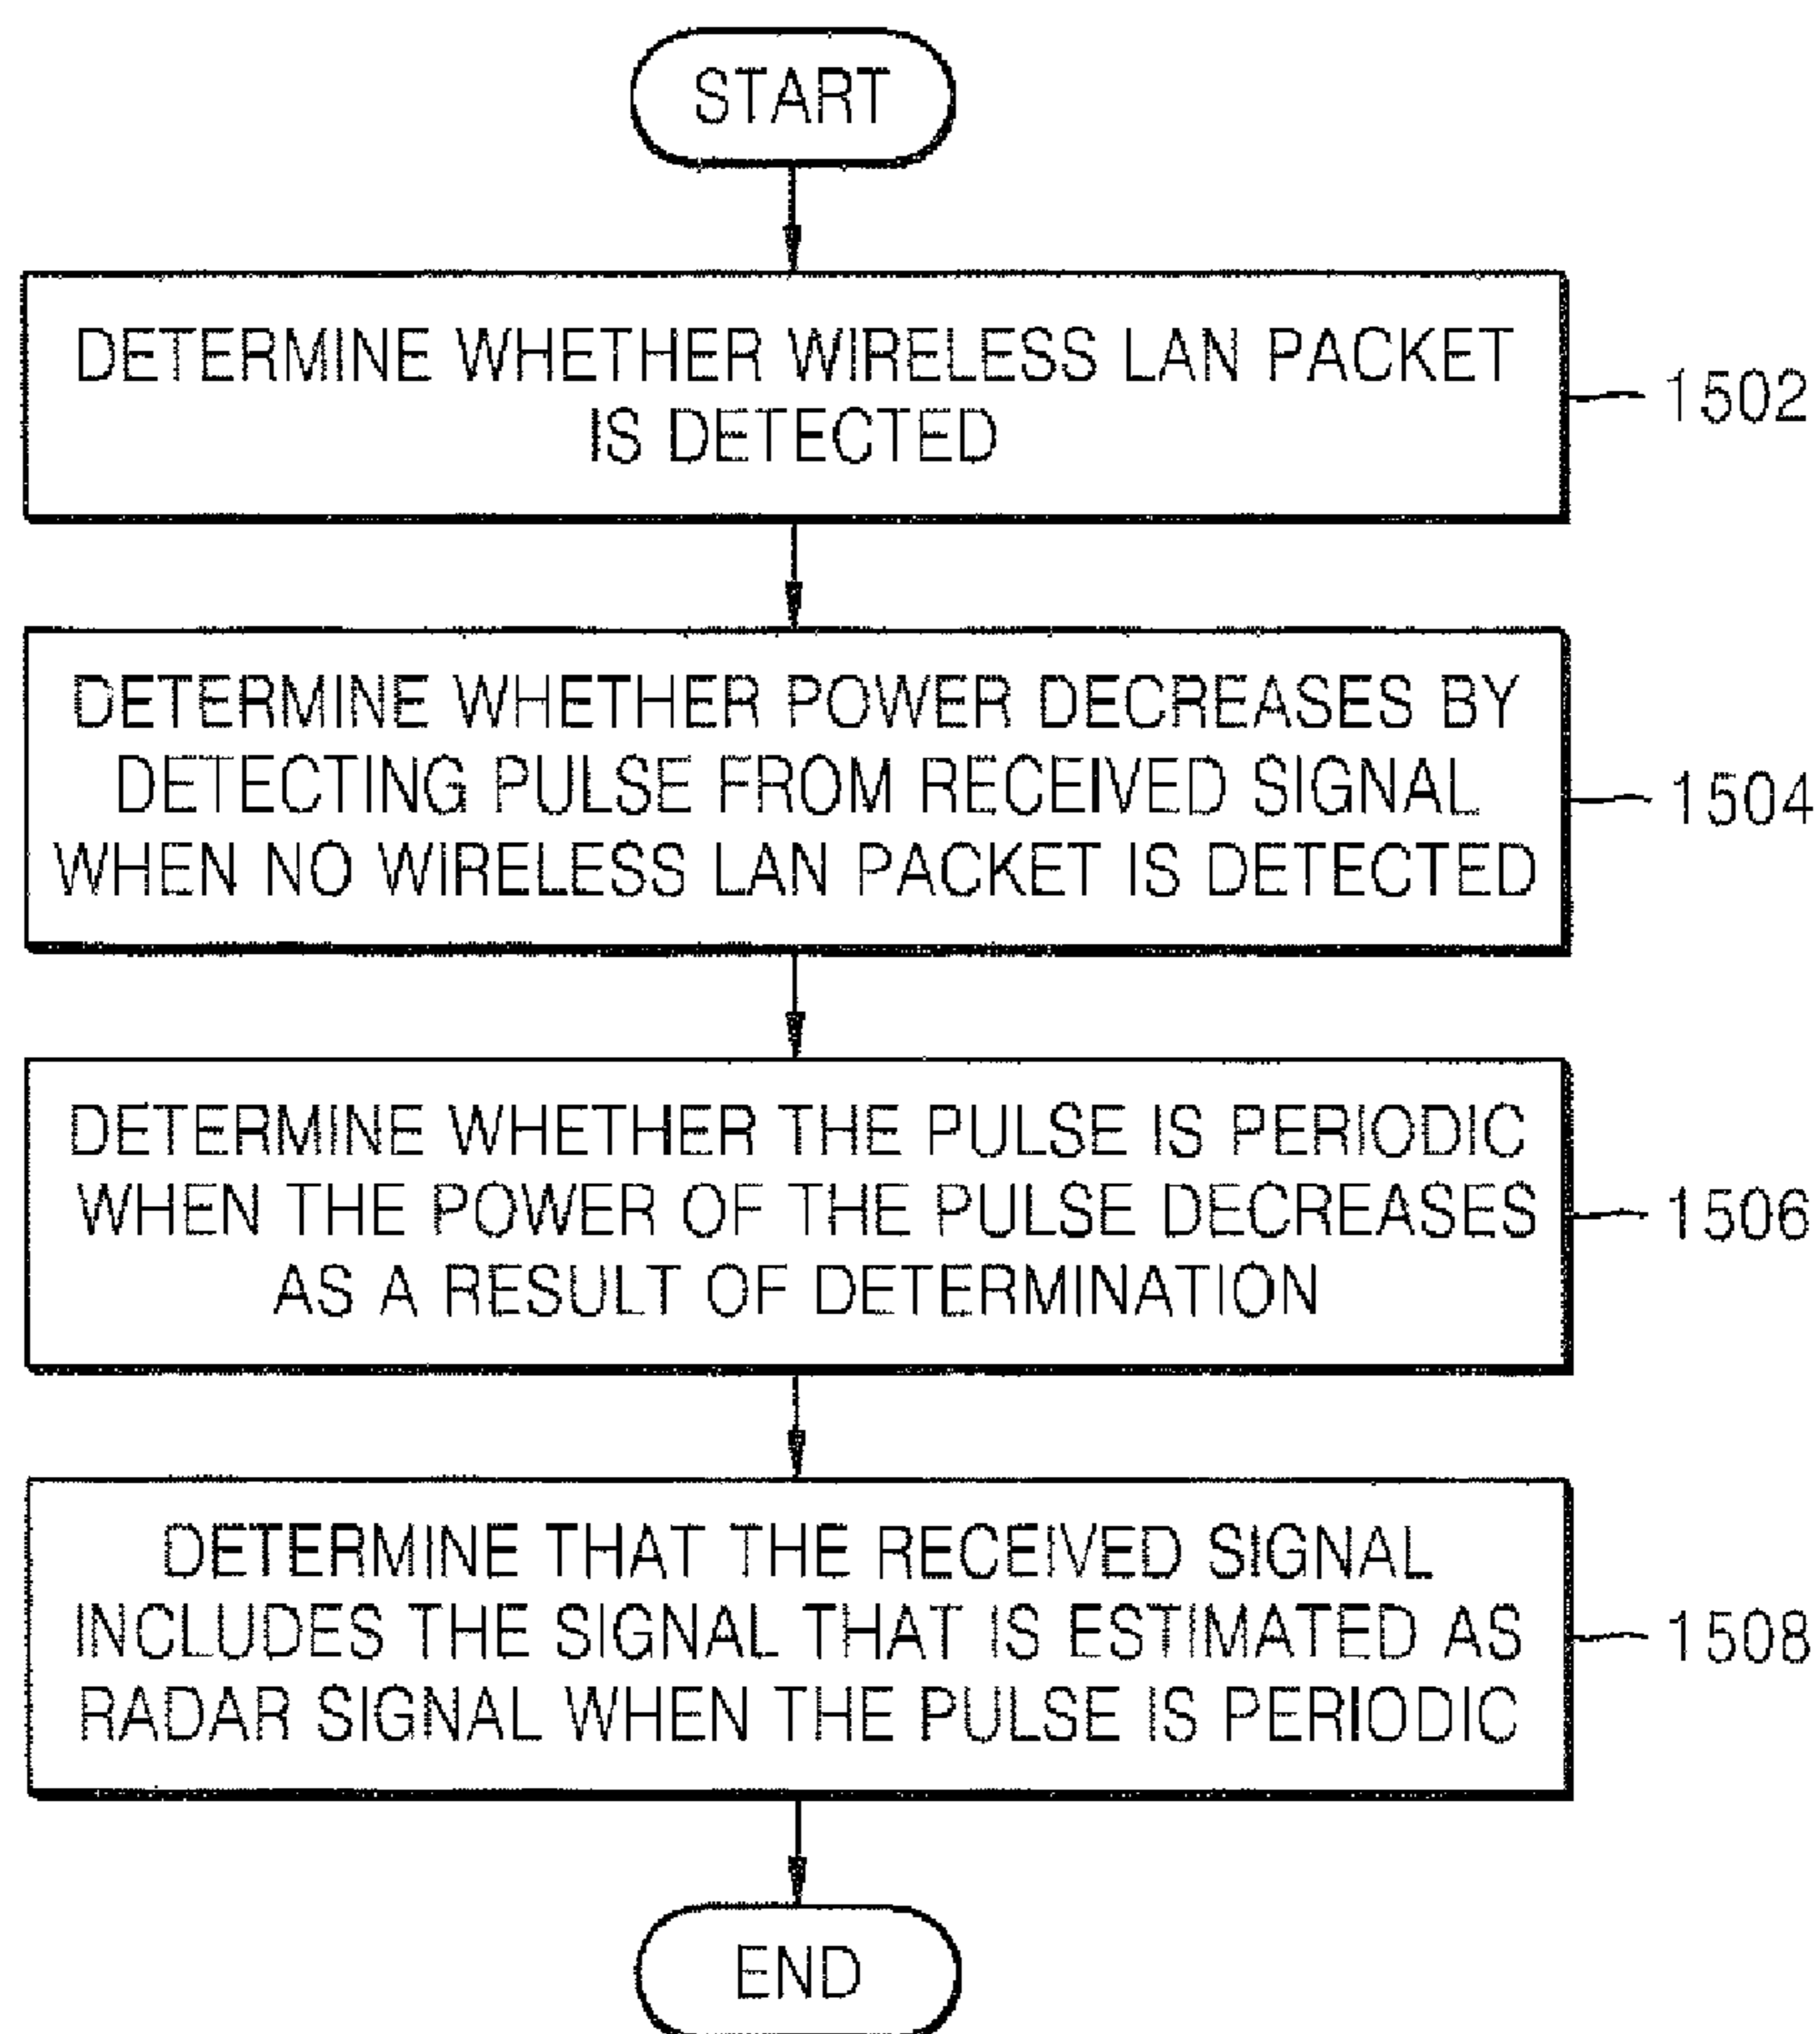 START
DETERMINE WHETHER WIRELESS LAN PACKET
IS DETECTED
1502
DETERMINE WHETHER POWER DECREASES BY
DETECTING PULSE FROM RECEIVED SIGNAL
WHEN NO WIRELESS LAN PACKET IS DETECTED
1504
DETERMINE WHETHER THE PULSE IS PERIODIC
WHEN THE POWER OF THE PULSE DECREASES
AS A RESULT OF DETERMINATION
1506
DETERMINE THAT THE RECEIVED SIGNAL
INCLUDES THE SIGNAL THAT IS ESTIMATED AS
RADAR SIGNAL WHEN THE PULSE IS PERIODIC
1508
END